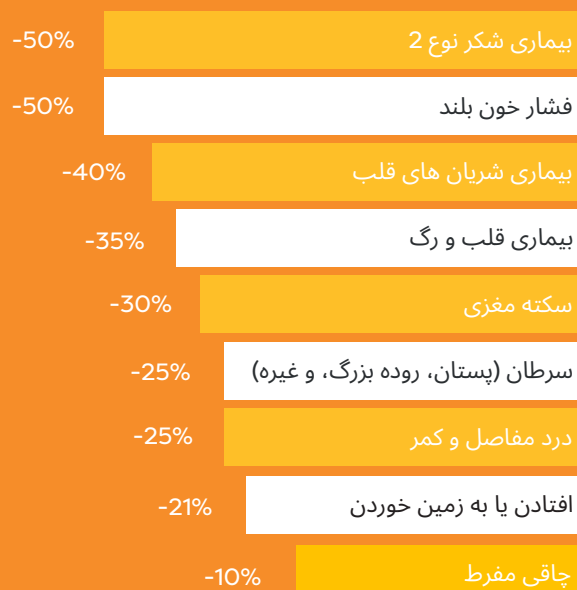 بیماری شکر نوع 2 -50%
فشار خون بلند -50%
بیماری شریان های قلب -40%
بیماری قلب و رگ -35%
سکته مغزی -30%
سرطان (پستان، روده بزرگ، و غیره) -25%
درد مفاصل و کمر -25%
افتادن یا به زمین خوردن -21%
چاقی مفرط -10%